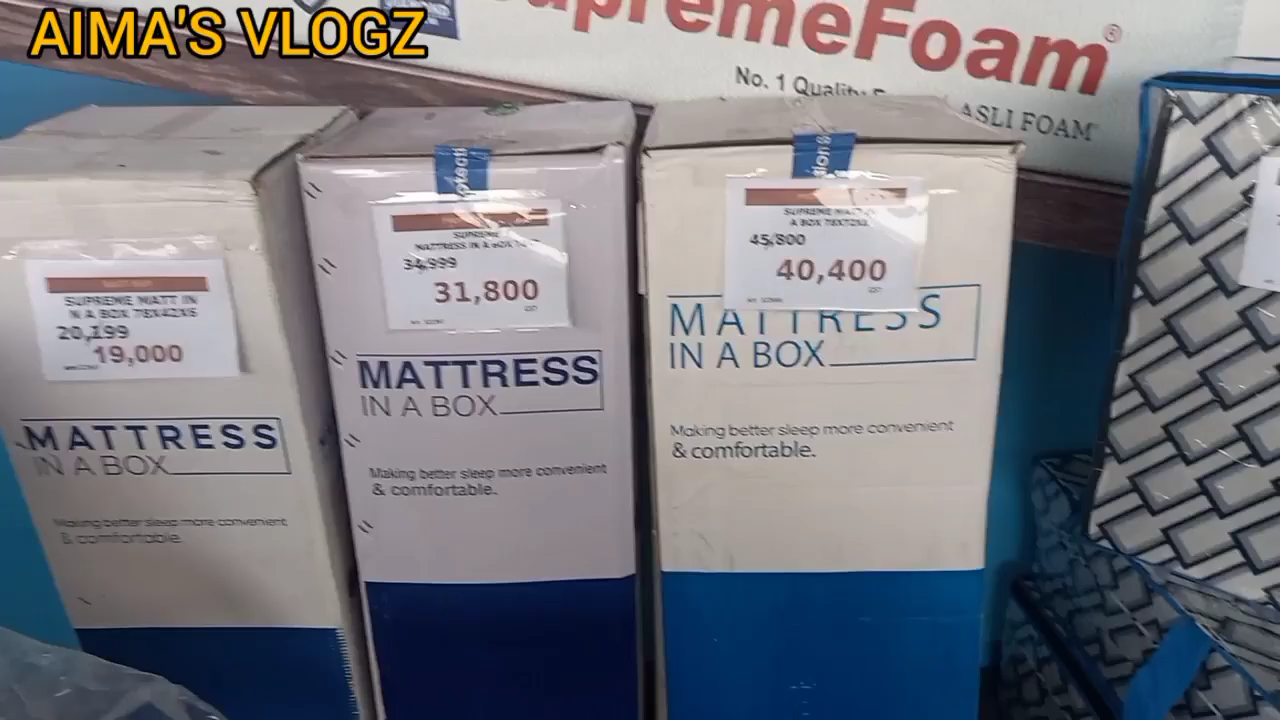 AIMA'S VLOGZ
SupremeFoam®
No. 1 Quality
ASLI FOAM
SUPREME MATT IN
N A BOX 78X42X6
20,199
19,000
MATTRESS
IN A BOX
Making better sleep more convenient
& comfortable.
SUPREME
MATTRESS IN A BOX
34,999
31,800
GST
MATTRESS
IN A BOX
Making better sleep more convenient
& comfortable.
SUPREME MATT IN
A BOX 78X72X
45,800
40,400
GST
MATTRESS
IN A BOX
Making better sleep more convenient
& comfortable.